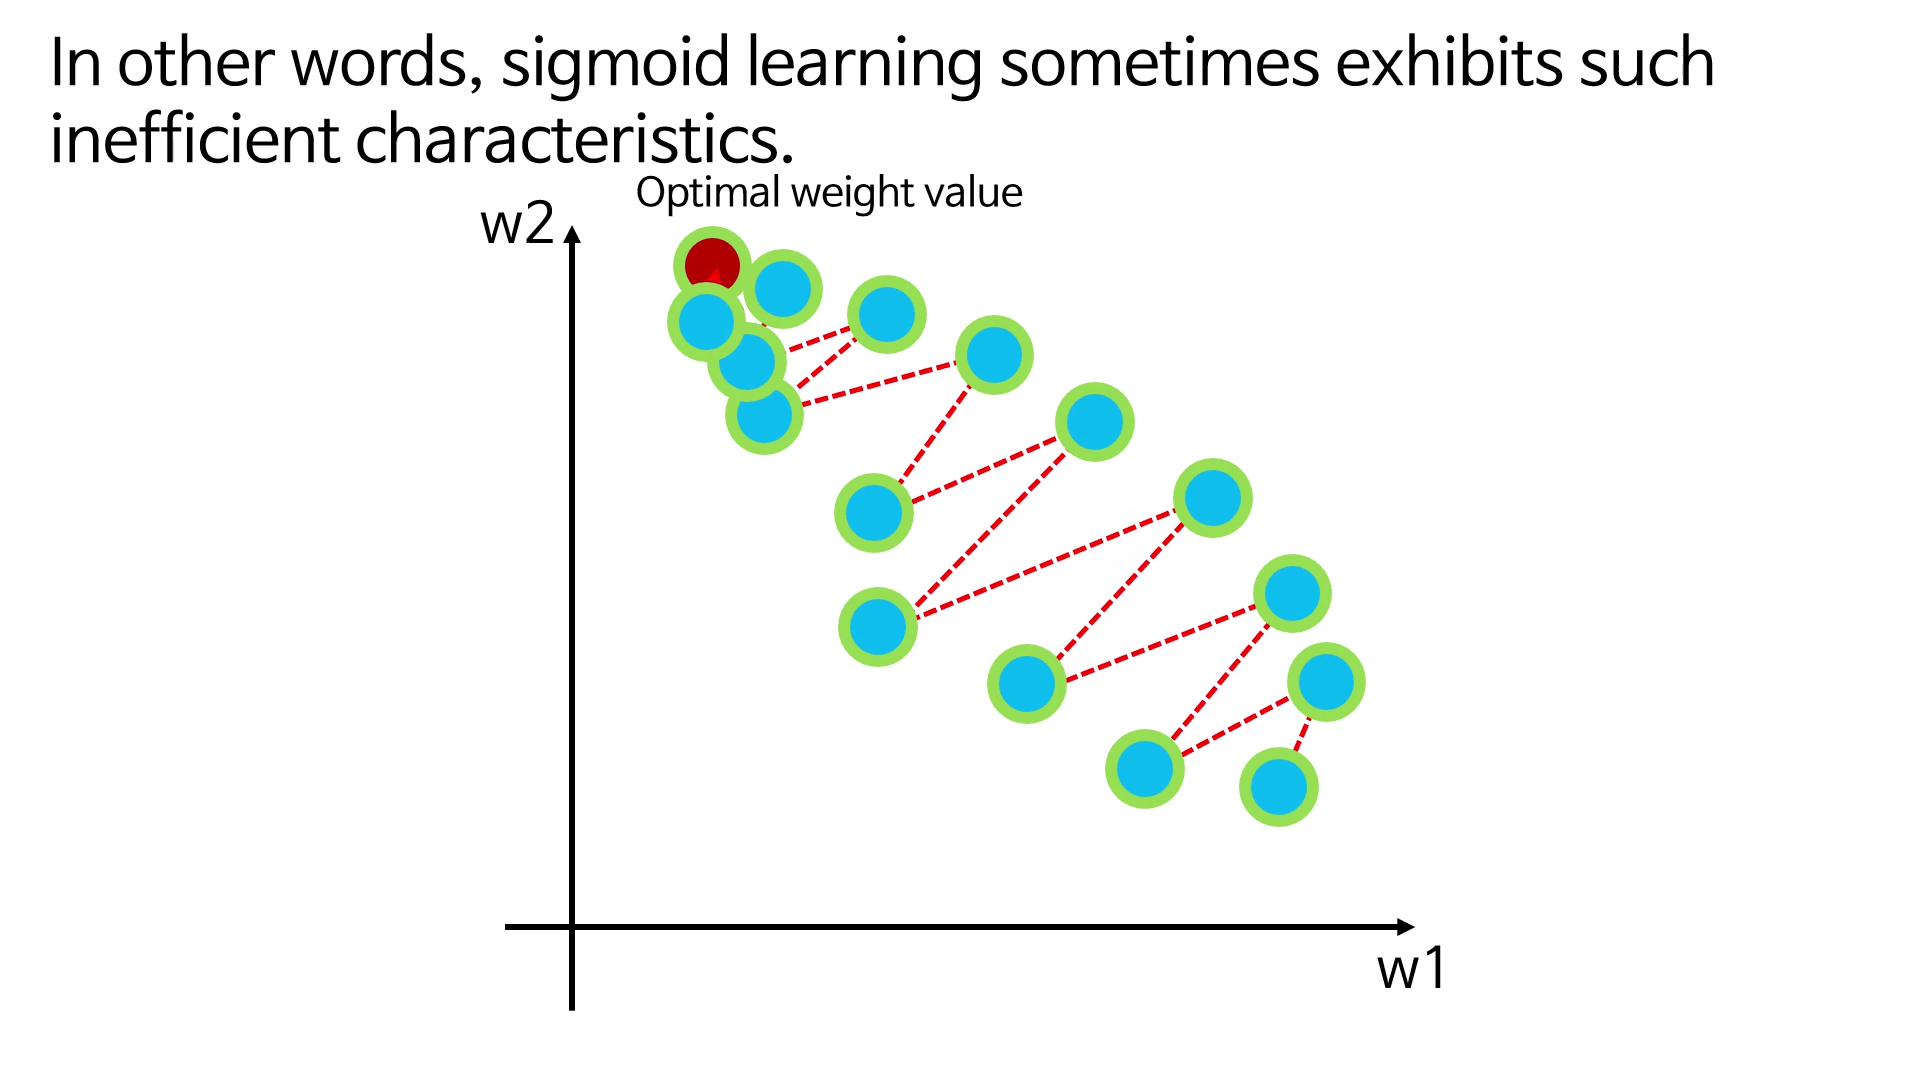 In other words, sigmoid learning sometimes exhibits such
inefficient characteristics.
Optimal weight value
w2
w1